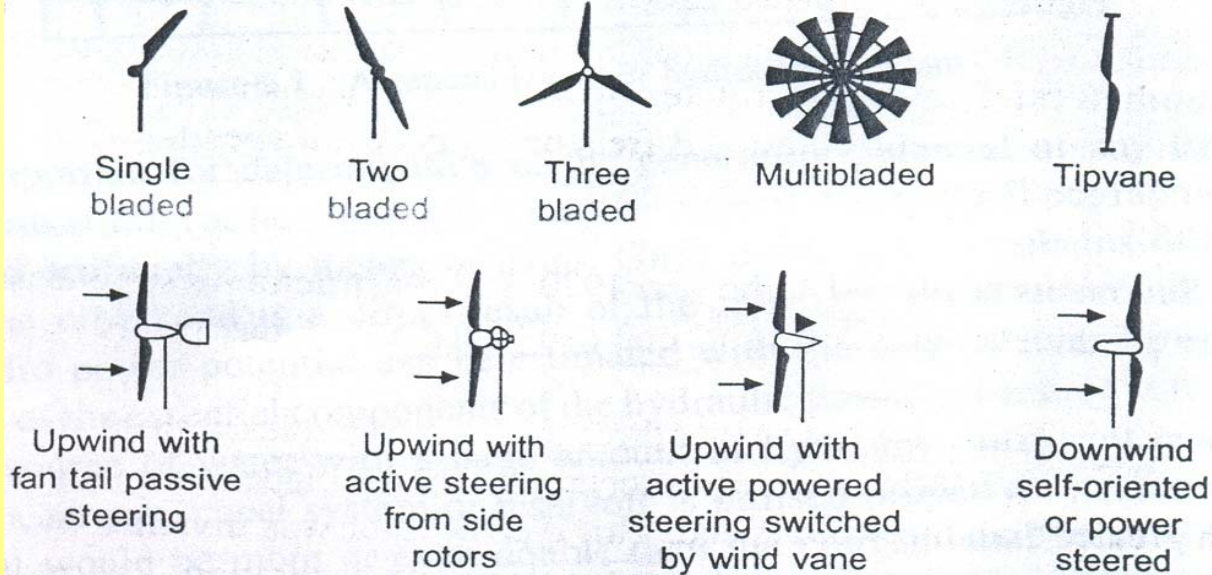 Single
bladed
Two
bladed
Three
bladed
Multibladed
Tipvane
Upwind with
fan tail passive
steering
Upwind with
active steering
from side
rotors
Upwind with
active powered
steering switched
by wind vane
Downwind
self-oriented
or power
steered